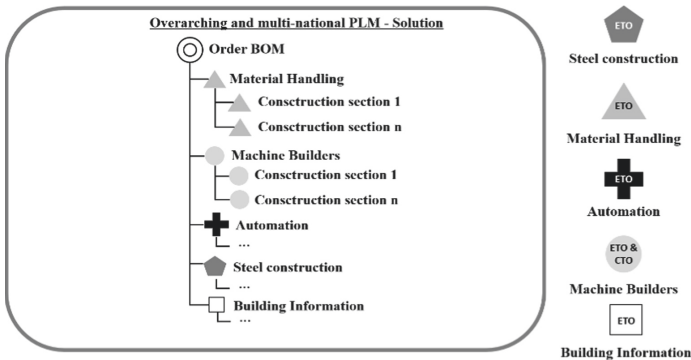 Overarching and multi-national PLM - Solution
Order BOM
Material Handling
Consctruction section 1
Consctruction section n
Machine Builders
Consctruction section 1
Consctruction section n
Automation
...
Steel construction
...
Building Information
...
ETO
Steel construction
ETO
Material Handling
ETO
Automation
ETO &
CTO
Machine Builders
ETO
Building Information